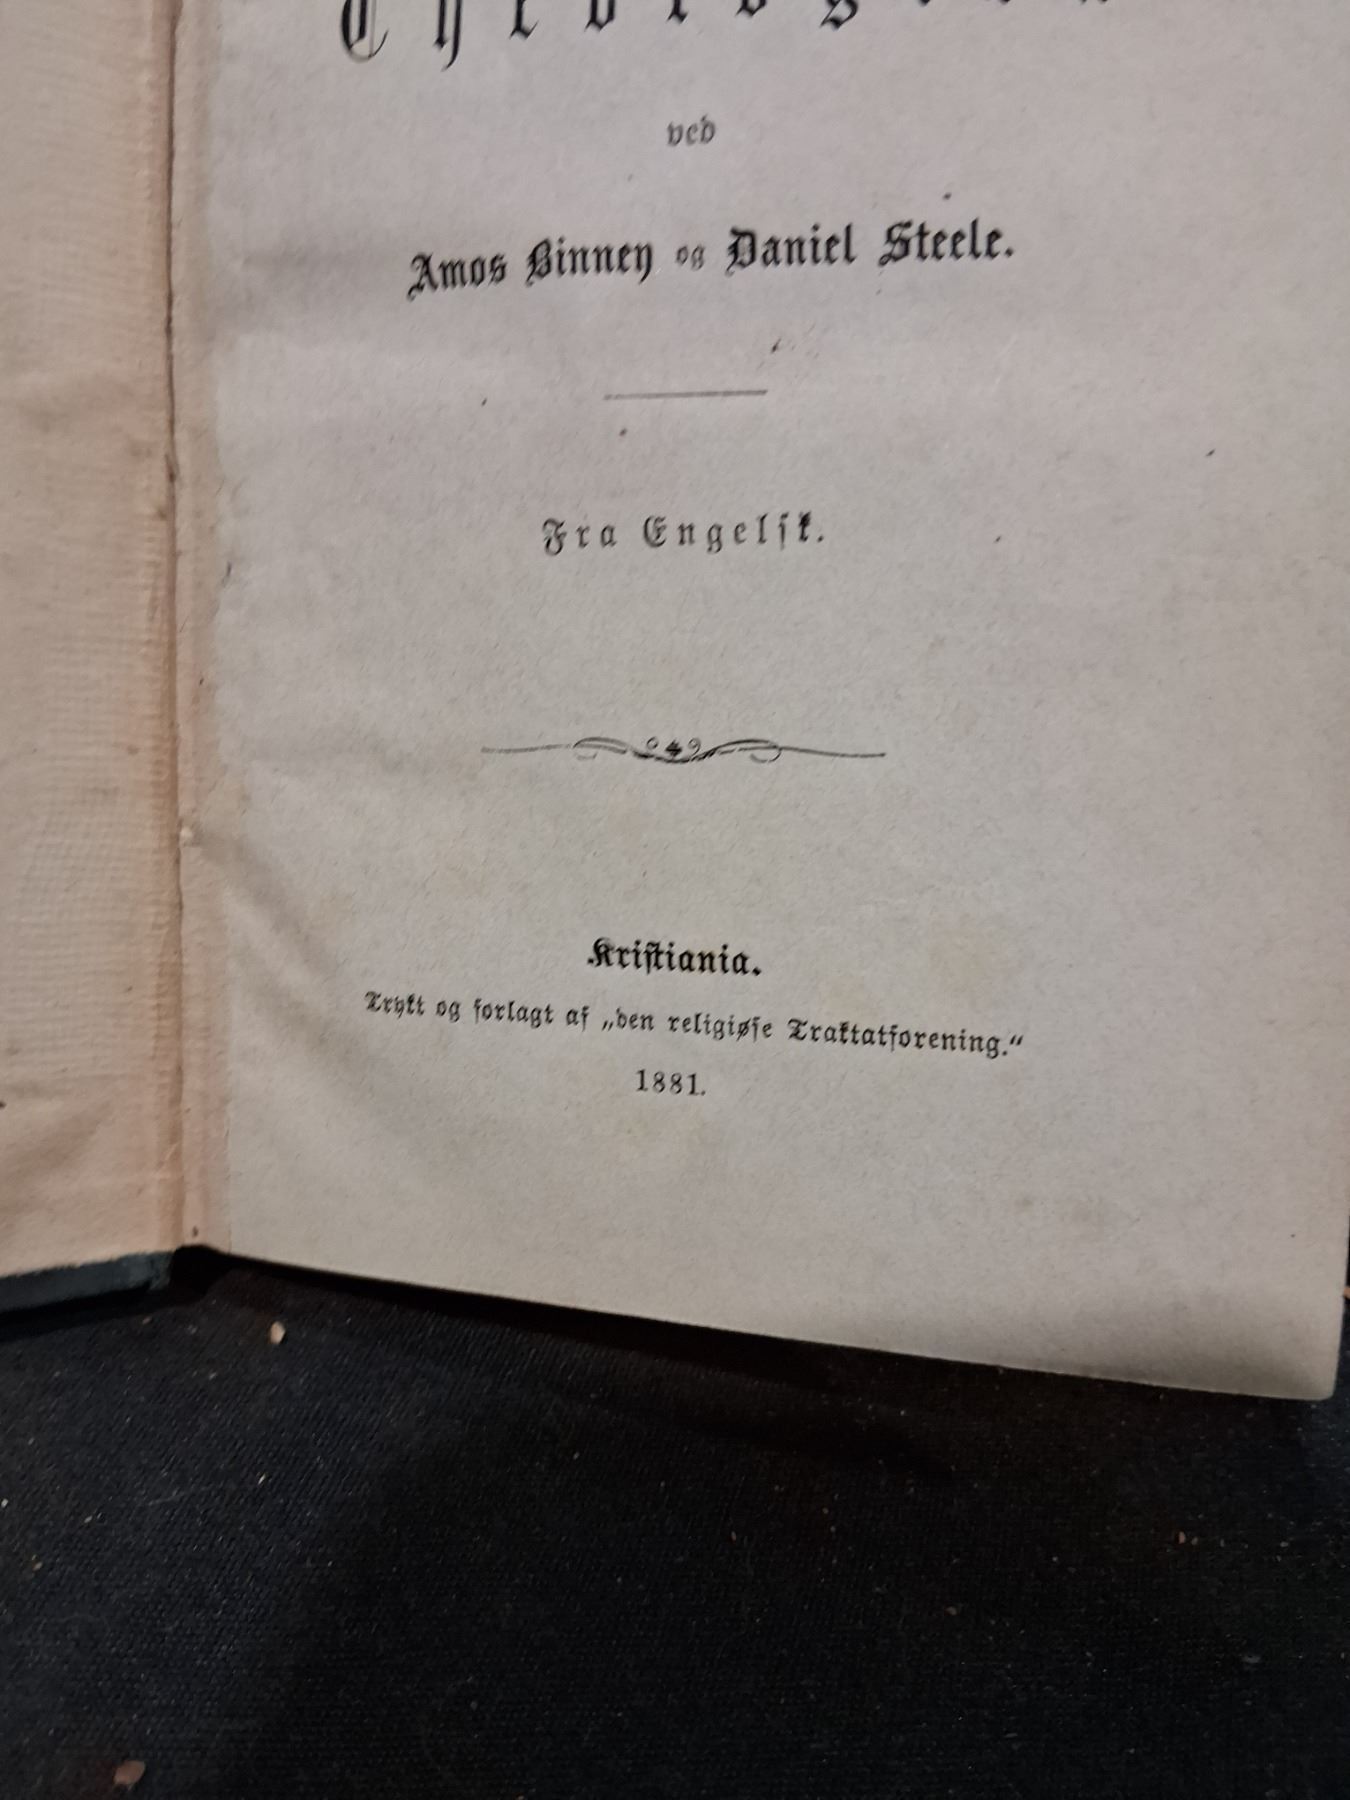 ved
Amos Binney og Daniel Steele.
Fra Engelsk.
Kristiania.
Trykt og forlagt af „den religiøse Traktatforening.“
1881.